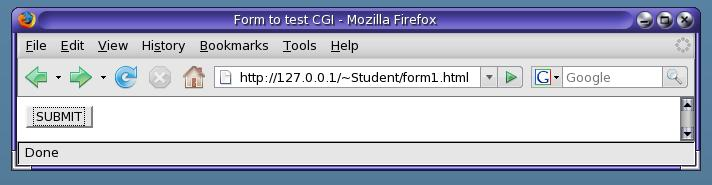 Form to test CGI - Mozilla Firefox
File Edit View History Bookmarks Tools Help
http://127.0.0.1/~Student/form1.html G Google
SUBMIT
Done